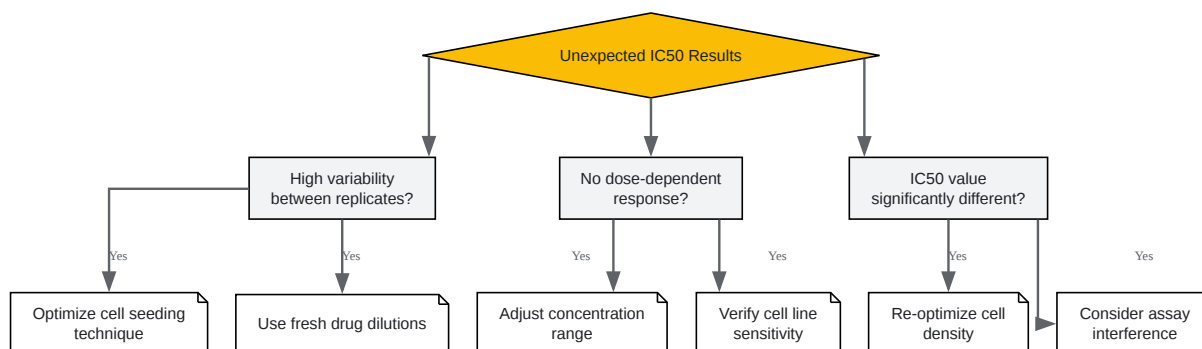 Unexpected IC50 Results
High variability
between replicates?
No dose-dependent
response?
IC50 value
significantly different?
Yes
Yes
Yes
Yes
Yes
Yes
Optimize cell seeding
technique
Use fresh drug dilutions
Adjust concentration
range
Verify cell line
sensitivity
Re-optimize cell
density
Consider assay
interference